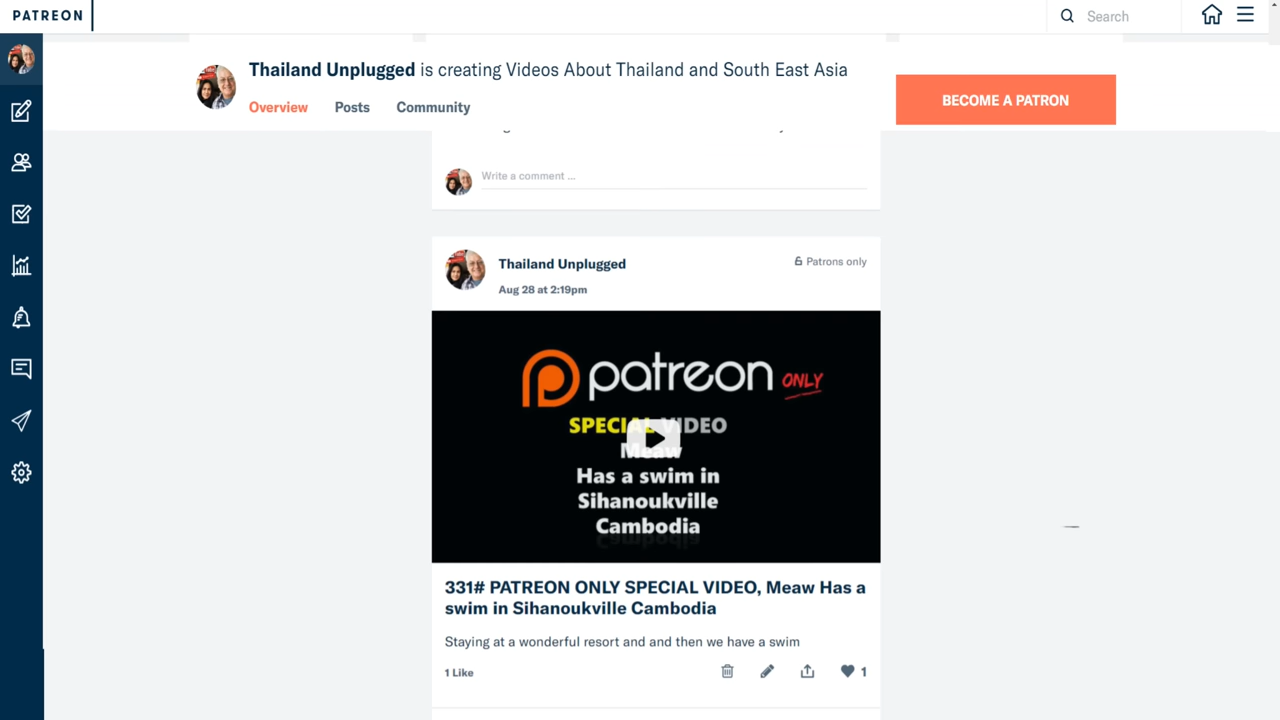 PATREON
Search
Thailand Unplugged is creating Videos About Thailand and South East Asia
Overview
Posts
Community
BECOME A PATRON
Write a comment ...
Thailand Unplugged
Patrons only
Aug 28 at 2:19pm
patreon ONLY
SPECIAL VIDEO
Meaw
Has a swim in
Sihanoukville
Cambodia
331# PATREON ONLY SPECIAL VIDEO, Meaw Has a
swim in Sihanoukville Cambodia
Staying at a wonderful resort and and then we have a swim
1 Like
1